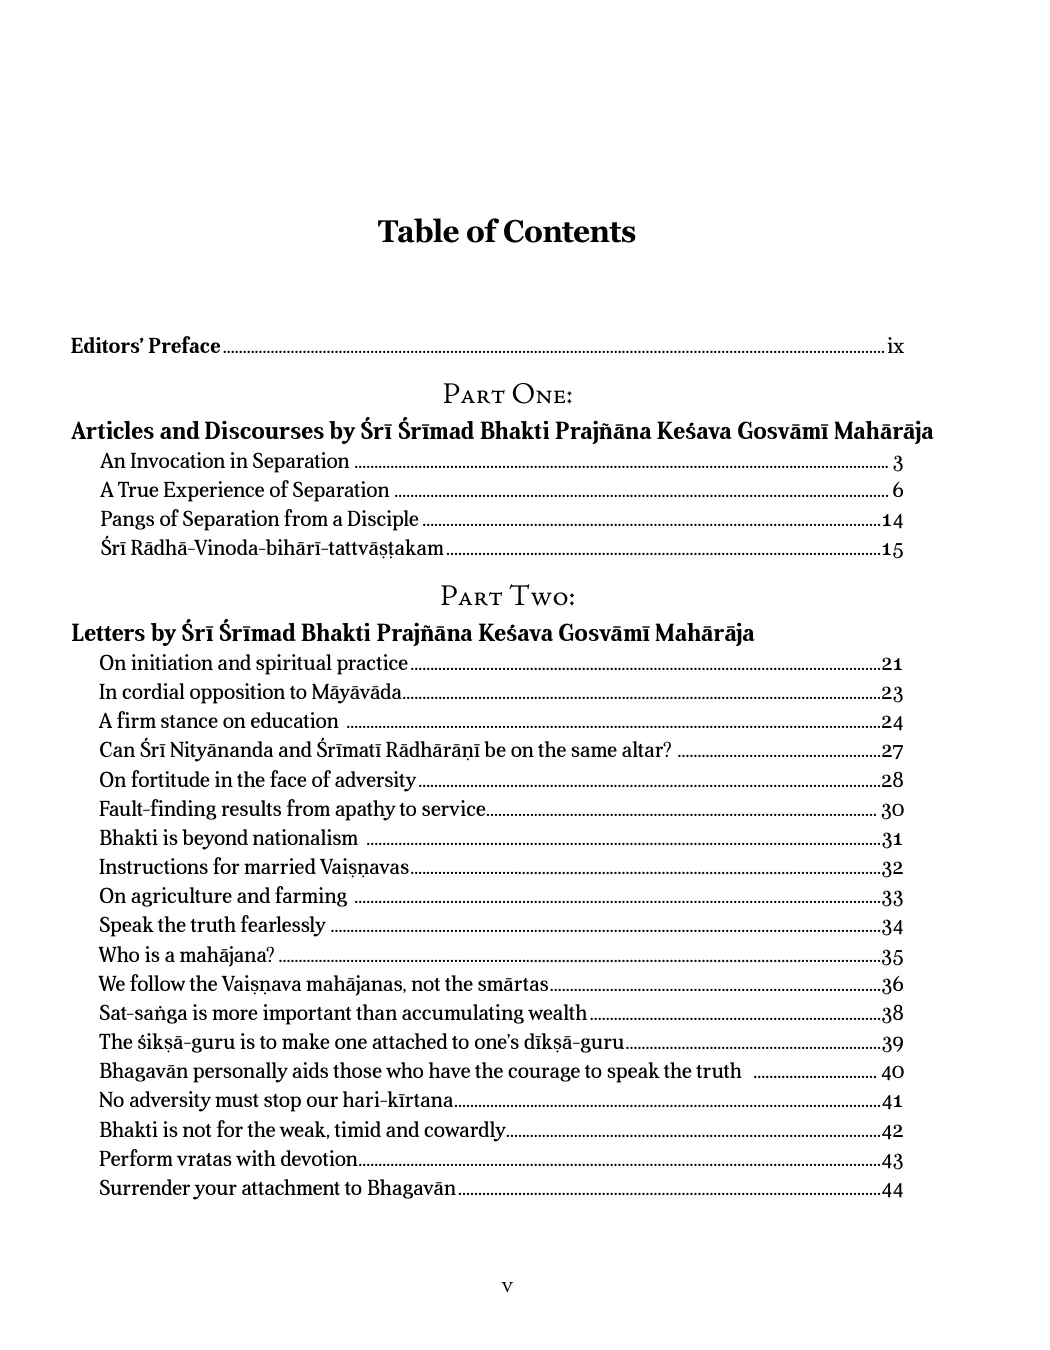 Table of Contents
Editors’ Preface ix
Part One:
Articles and Discourses by Śrī Śrīmad Bhakti Prajñāna Keśava Gosvāmī Mahārāja
An Invocation in Separation 3
A True Experience of Separation 6
Pangs of Separation from a Disciple 14
Śrī Rādhā-Vinoda-bihārī-tattvāṣṭakam 15
Part Two:
Letters by Śrī Śrīmad Bhakti Prajñāna Keśava Gosvāmī Mahārāja
On initiation and spiritual practice 21
In cordial opposition to Māyāvāda 23
A firm stance on education 24
Can Śrī Nityānanda and Śrīmatī Rādhārāṇī be on the same altar? 27
On fortitude in the face of adversity 28
Fault-finding results from apathy to service 30
Bhakti is beyond nationalism 31
Instructions for married Vaiṣṇavas 32
On agriculture and farming 33
Speak the truth fearlessly 34
Who is a mahājana? 35
We follow the Vaiṣṇava mahājanas, not the smārtas 36
Sat-saṅga is more important than accumulating wealth 38
The śikṣā-guru is to make one attached to one’s dīkṣā-guru 39
Bhagavān personally aids those who have the courage to speak the truth 40
No adversity must stop our hari-kīrtana 41
Bhakti is not for the weak, timid and cowardly 42
Perform vratas with devotion 43
Surrender your attachment to Bhagavān 44
v